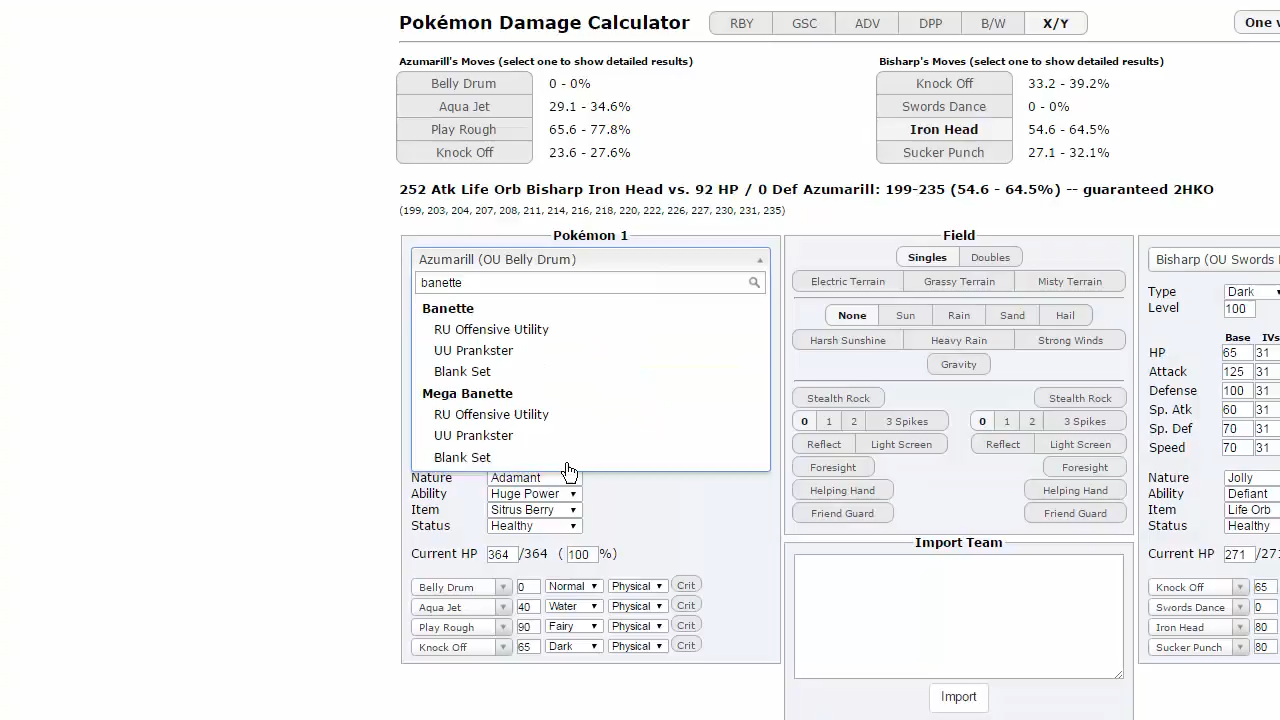 Pokémon Damage Calculator RBY GSC ADV DPP B/W X/Y One v
Azumarill's Moves (select one to show detailed results)
Belly Drum 0 - 0%
Aqua Jet 29.1 - 34.6%
Play Rough 65.6 - 77.8%
Knock Off 23.6 - 27.6%
Bisharp's Moves (select one to show detailed results)
Knock Off 33.2 - 39.2%
Swords Dance 0 - 0%
Iron Head 54.6 - 64.5%
Sucker Punch 27.1 - 32.1%
252 Atk Life Orb Bisharp Iron Head vs. 92 HP / 0 Def Azumarill: 199-235 (54.6 - 64.5%) -- guaranteed 2HKO
(199, 203, 204, 207, 208, 211, 214, 216, 218, 220, 222, 226, 227, 230, 231, 235)
Pokémon 1
Azumarill (OU Belly Drum)
banette
Banette
RU Offensive Utility
UU Prankster
Blank Set
Mega Banette
RU Offensive Utility
UU Prankster
Blank Set
Nature Adamant
Ability Huge Power
Item Sitrus Berry
Status Healthy
Current HP 364 /364 ( 100 %)
Belly Drum 0 Normal Physical Crit
Aqua Jet 40 Water Physical Crit
Play Rough 90 Fairy Physical Crit
Knock Off 65 Dark Physical Crit
Field
Singles Doubles
Electric Terrain Grassy Terrain Misty Terrain
None Sun Rain Sand Hail
Harsh Sunshine Heavy Rain Strong Winds
Gravity
Stealth Rock Stealth Rock
0 1 2 3 Spikes 0 1 2 3 Spikes
Reflect Light Screen Reflect Light Screen
Foresight Foresight
Helping Hand Helping Hand
Friend Guard Friend Guard
Import Team
Import
Bisharp (OU Swords
Type Dark
Level 100
Base IVs
HP 65 31
Attack 125 31
Defense 100 31
Sp. Atk 60 31
Sp. Def 70 31
Speed 70 31
Nature Jolly
Ability Defiant
Item Life Orb
Status Healthy
Current HP 271 /271
Knock Off 65
Swords Dance 0
Iron Head 80
Sucker Punch 80